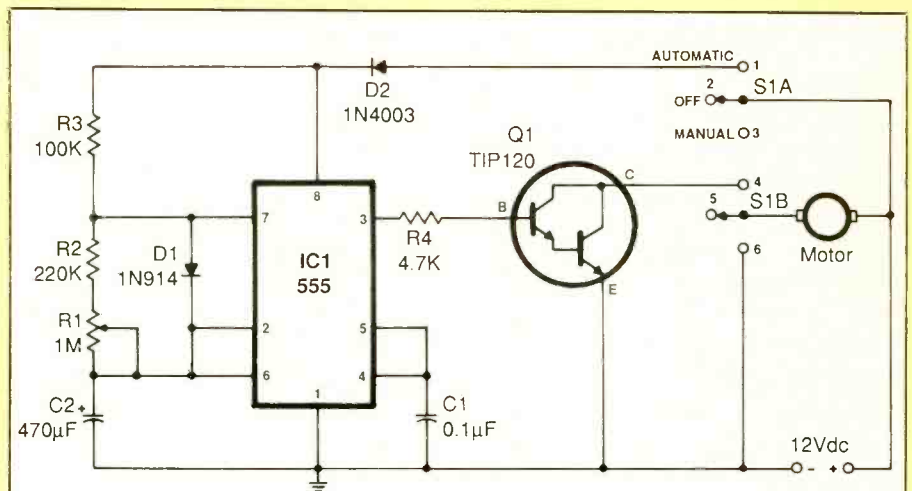 AUTOMATIC
1
2
S1A
OFF
MANUAL
3
D2
1N4003
R3
100K
Q1
TIP120
C
4
B
5
S1B
E
6
Motor
8
7
3
R4
4.7K
R2
220K
D1
1N914
IC1
555
R1
1M
2
5
6
4
1
C2
+
470µF
C1
0.1µF
12Vdc
- +